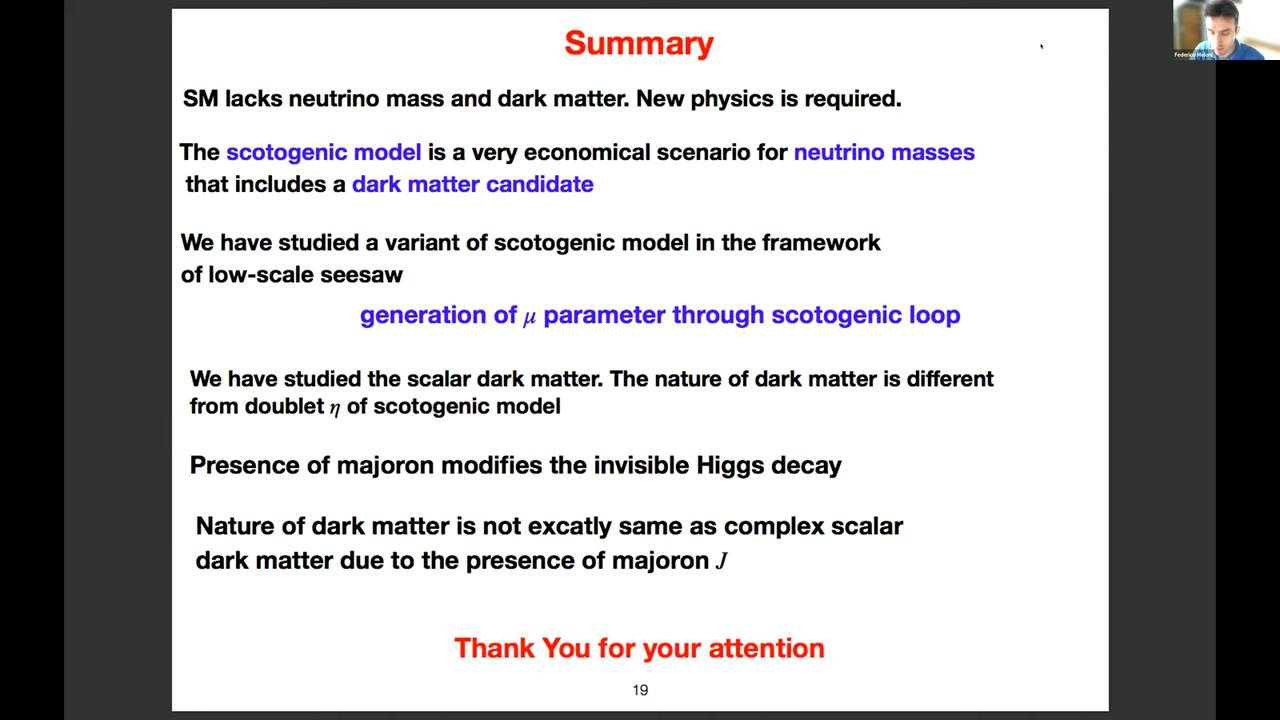 Summary
SM lacks neutrino mass and dark matter. New physics is required.
The scotogenic model is a very economical scenario for neutrino masses
that includes a dark matter candidate
We have studied a variant of scotogenic model in the framework
of low-scale seesaw
generation of μ parameter through scotogenic loop
We have studied the scalar dark matter. The nature of dark matter is different
from doublet η of scotogenic model
Presence of majoron modifies the invisible Higgs decay
Nature of dark matter is not excatly same as complex scalar
dark matter due to the presence of majoron J
Thank You for your attention
19